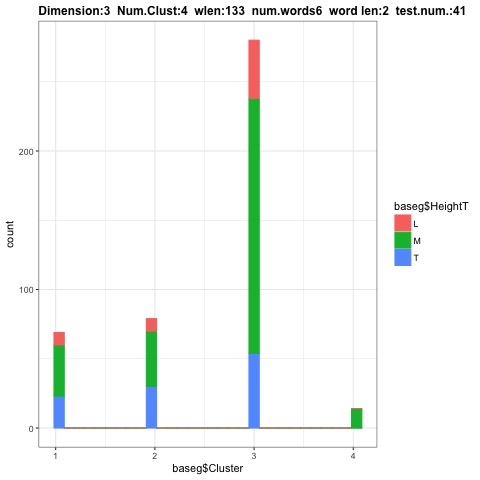 Dimension:3  Num.Clust:4  wlen:133  num.words6  word len:2  test.num.:41
count
200
100
0
1
2
3
4
baseg$Cluster
baseg$HeightT
L
M
T